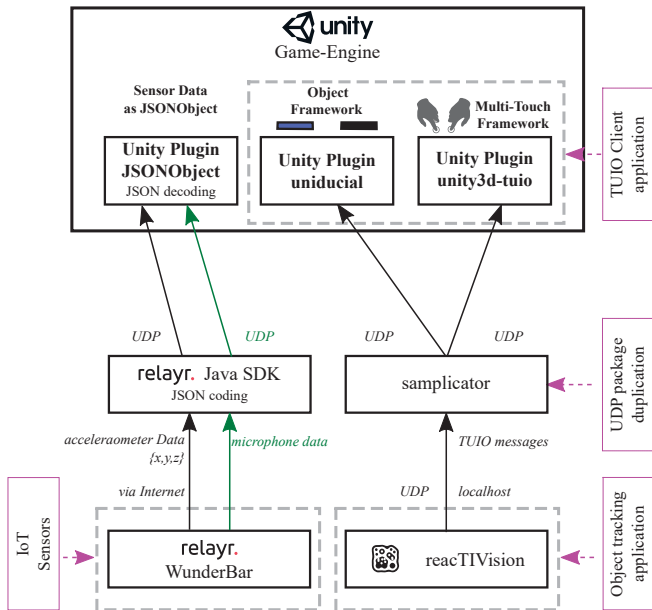 unity
Game-Engine
Sensor Data
as JSONObject
Object
Framework
Multi-Touch
Framework
Unity Plugin
JSONObject
JSON decoding
Unity Plugin
uniducial
Unity Plugin
unity3d-tuio
TUIO Client
application
UDP
UDP
UDP
UDP
relayr. Java SDK
JSON coding
samplicator
UDP package
duplication
acceleraometer Data
{x,y,z}
microphone data
TUIO messages
via Internet
UDP
localhost
IoT
Sensors
relayr.
WunderBar
reacTIVision
Object tracking
application